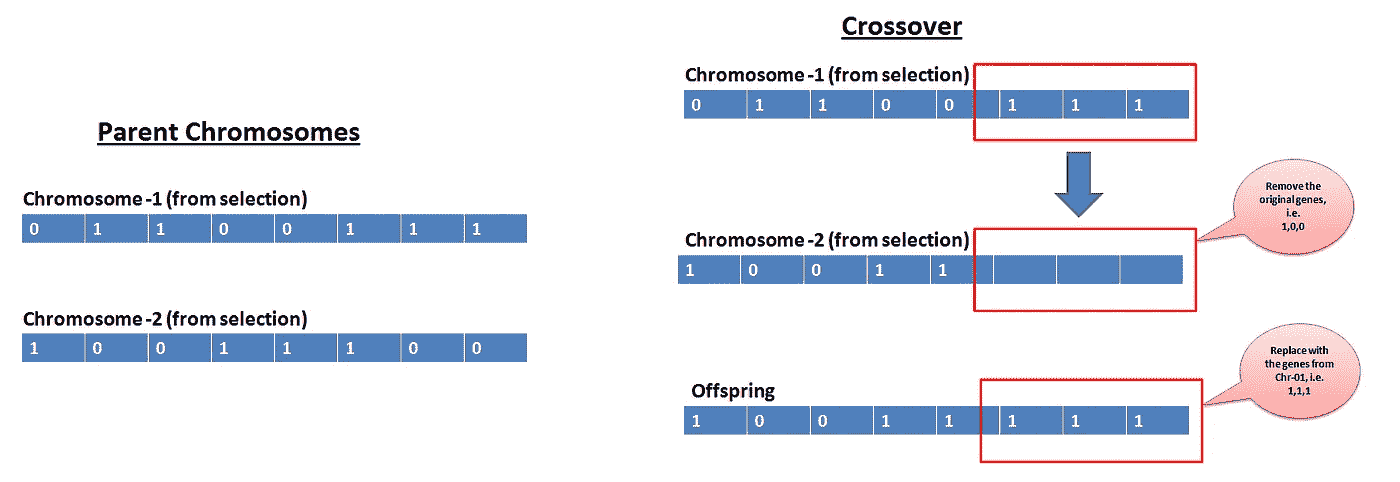 Parent Chromosomes
Chromosome -1 (from selection)
0 1 1 0 0 1 1 1
Chromosome -2 (from selection)
1 0 0 1 1 1 0 0
Crossover
Chromosome -1 (from selection)
0 1 1 0 0 1 1 1
Chromosome -2 (from selection)
1 0 0 1 1
Remove the
original genes,
i.e.
1,0,0
Offspring
1 0 0 1 1 1 1 1
Replace with
the genes from
Chr-01, i.e.
1,1,1